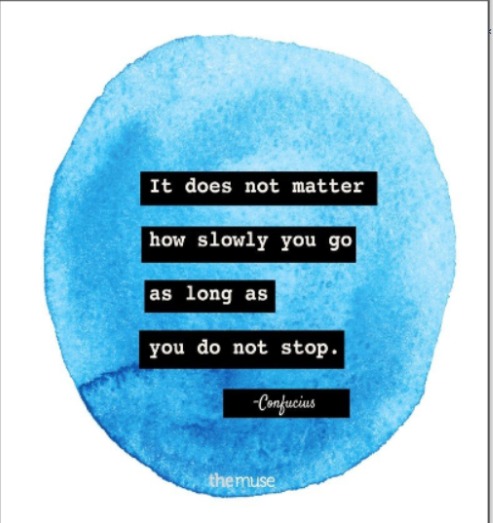 It does not matter
how slowly you go
as long as
you do not stop.
-Confucius
themuse